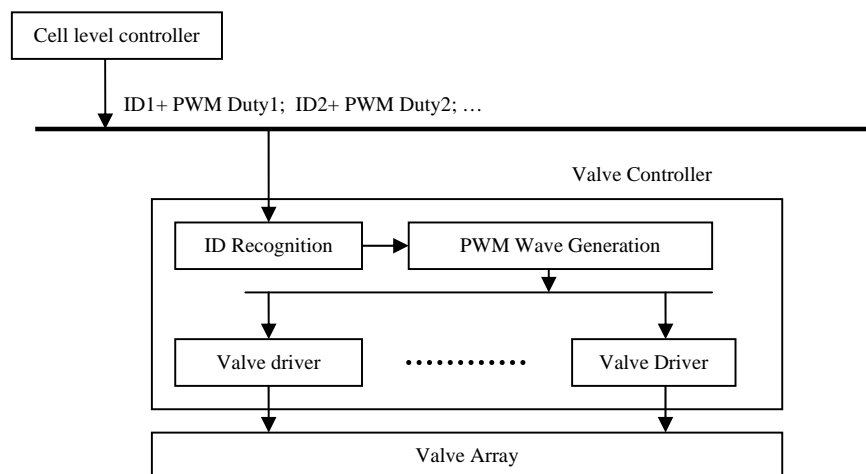 Cell level controller
ID1+ PWM Duty1; ID2+ PWM Duty2; …
Valve Controller
ID Recognition
PWM Wave Generation
Valve driver
Valve Driver
Valve Array